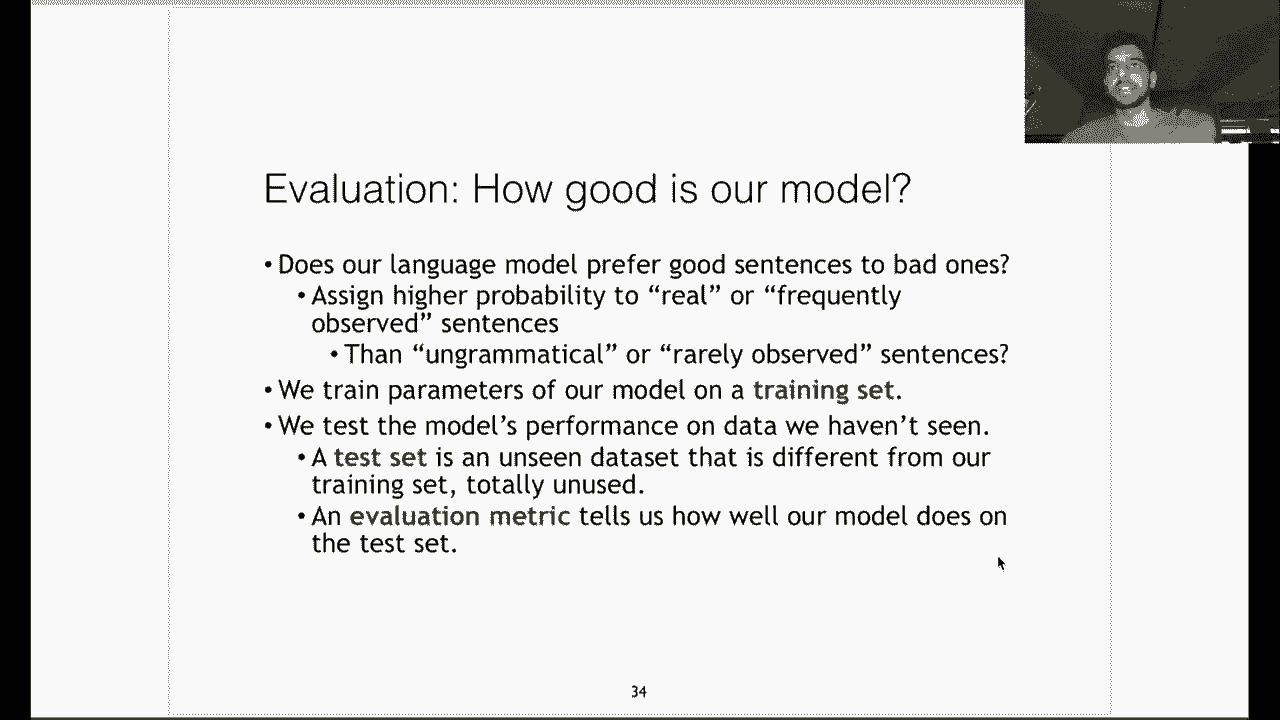 Evaluation: How good is our model?
• Does our language model prefer good sentences to bad ones?
• Assign higher probability to “real” or “frequently
observed” sentences
• Than “ungrammatical” or “rarely observed” sentences?
• We train parameters of our model on a training set.
• We test the model’s performance on data we haven’t seen.
• A test set is an unseen dataset that is different from our
training set, totally unused.
• An evaluation metric tells us how well our model does on
the test set.
34